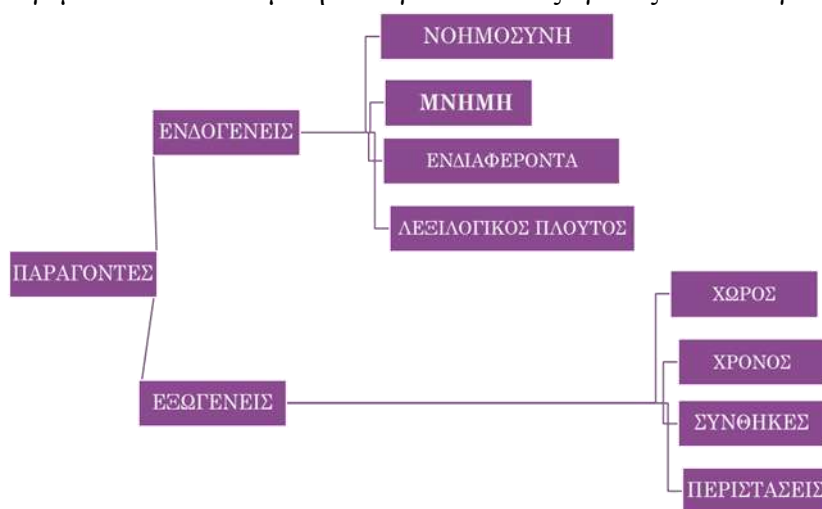 ΝΟΗΜΟΣΥΝΗ
ΜΝΗΜΗ
ΕΝΔΟΓΕΝΕΙΣ
ΕΝΔΙΑΦΕΡΟΝΤΑ
ΛΕΞΙΛΟΓΙΚΟΣ ΠΛΟΥΤΟΣ
ΠΑΡΑΓΟΝΤΕΣ
ΧΩΡΟΣ
ΧΡΟΝΟΣ
ΕΞΩΓΕΝΕΙΣ
ΣΥΝΘΗΚΕΣ
ΠΕΡΙΣΤΑΣΕΙΣ